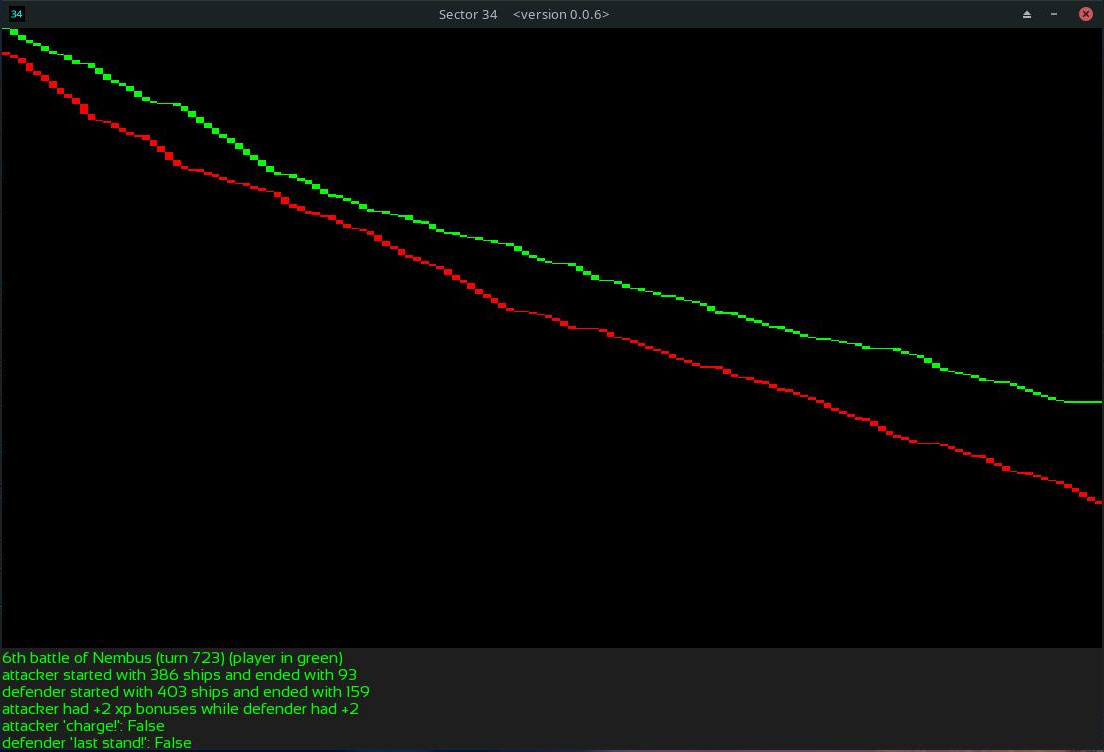 34
Sector 34 <version 0.0.6>
6th battle of Nembus (turn 723) (player in green)
attacker started with 386 ships and ended with 93
defender started with 403 ships and ended with 159
attacker had +2 xp bonuses while defender had +2
attacker 'charge!': False
defender 'last stand!': False